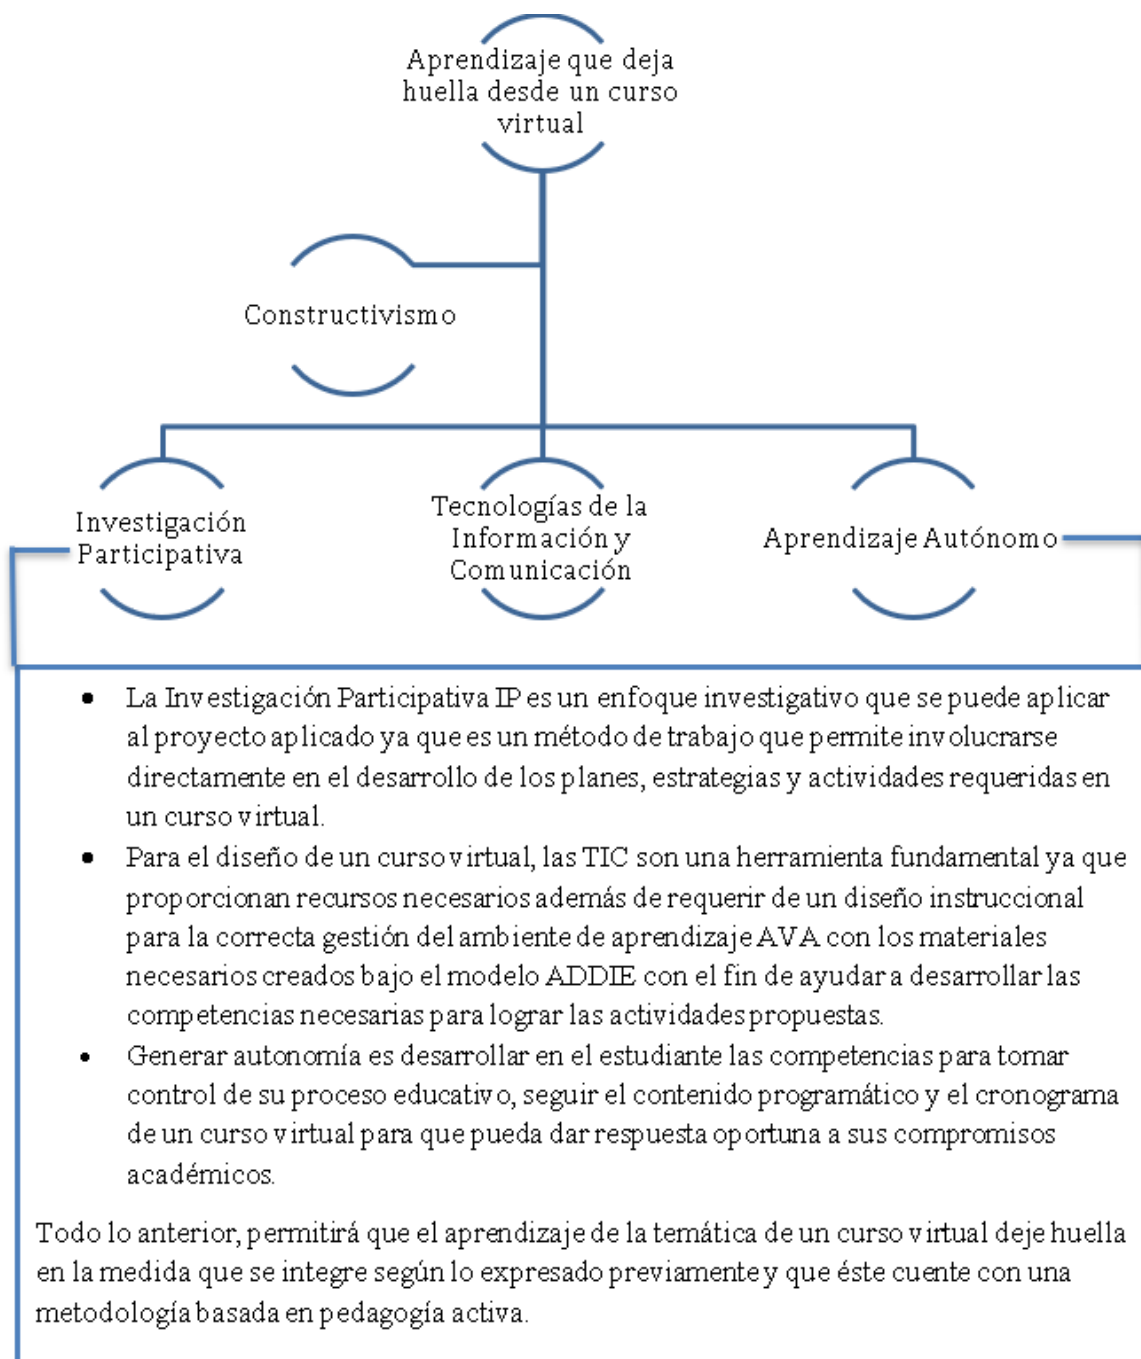 Aprendizaje que deja
huella desde un curso
virtual
Constructivismo
Investigación
Participativa
Tecnologías de la
Información y
Comunicación
Aprendizaje Autónomo
• La Investigación Participativa IP es un enfoque investigativo que se puede aplicar
al proyecto aplicado ya que es un método de trabajo que permite involucrarse
directamente en el desarrollo de los planes, estrategias y actividades requeridas en
un curso virtual.
• Para el diseño de un curso virtual, las TIC son una herramienta fundamental ya que
proporcionan recursos necesarios además de requerir de un diseño instruccional
para la correcta gestión del ambiente de aprendizaje AVA con los materiales
necesarios creados bajo el modelo ADDIE con el fin de ayudar a desarrollar las
competencias necesarias para lograr las actividades propuestas.
• Generar autonomía es desarrollar en el estudiante las competencias para tomar
control de su proceso educativo, seguir el contenido programático y el cronograma
de un curso virtual para que pueda dar respuesta oportuna a sus compromisos
académicos.
Todo lo anterior, permitirá que el aprendizaje de la temática de un curso virtual deje huella
en la medida que se integre según lo expresado previamente y que éste cuente con una
metodología basada en pedagogía activa.